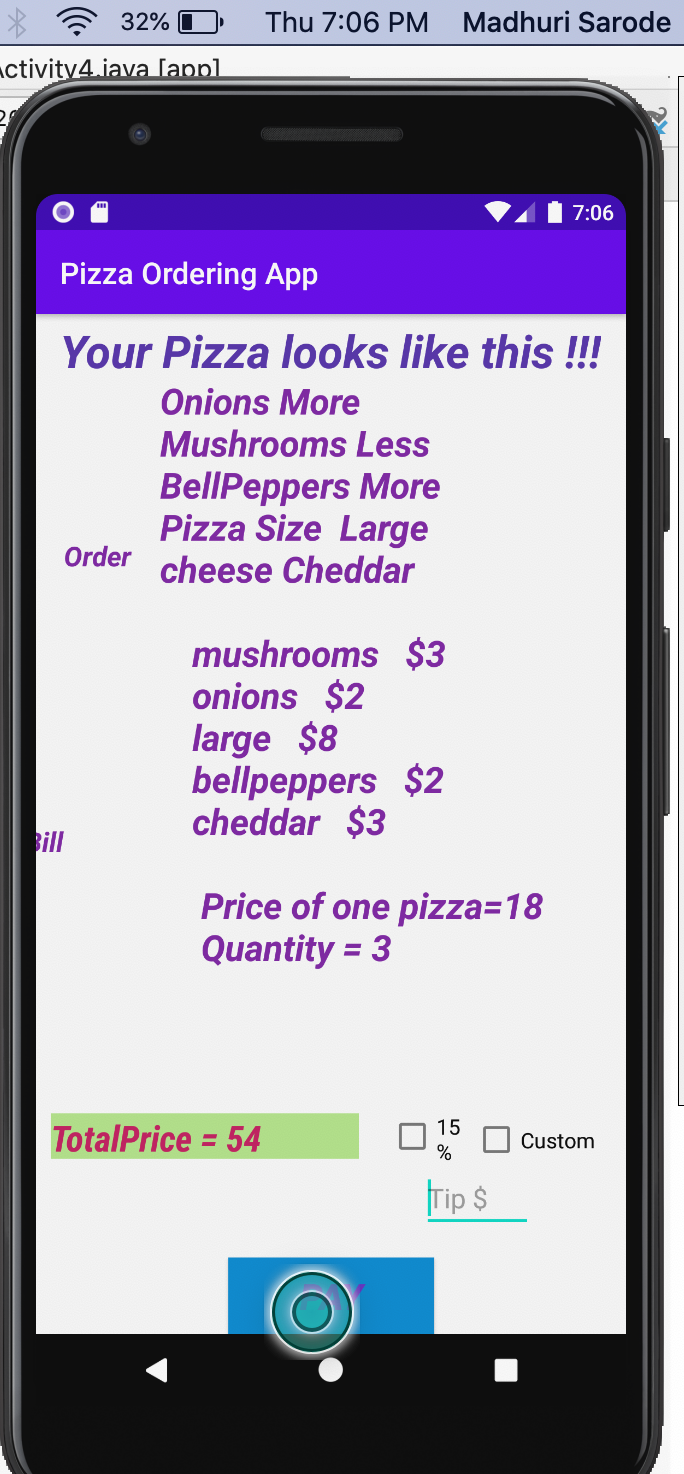 32% Thu 7:06 PM Madhuri Sarode
Activity4.java [app]
7:06
Pizza Ordering App
Your Pizza looks like this !!!
Onions More
Mushrooms Less
BellPeppers More
Pizza Size Large
Order
cheese Cheddar
mushrooms $3
onions $2
large $8
bellpeppers $2
cheddar $3
Bill
Price of one pizza=18
Quantity = 3
TotalPrice = 54
15
%
Custom
Tip $
PAY